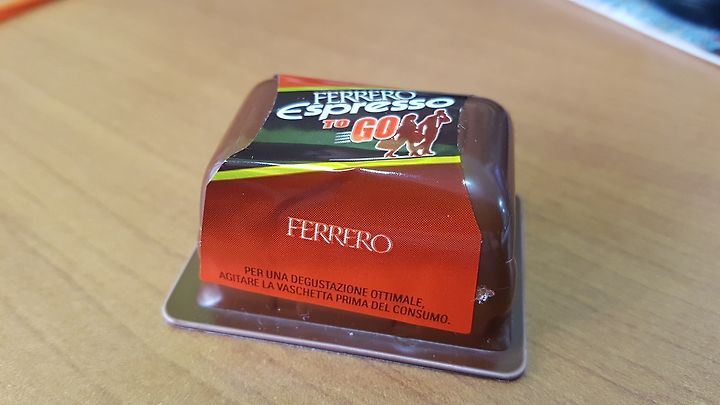 FERRERO
Espresso
TO GO
FERRERO
PER UNA DEGUSTAZIONE OTTIMALE,
AGITARE LA VASCHETTA PRIMA DEL CONSUMO.